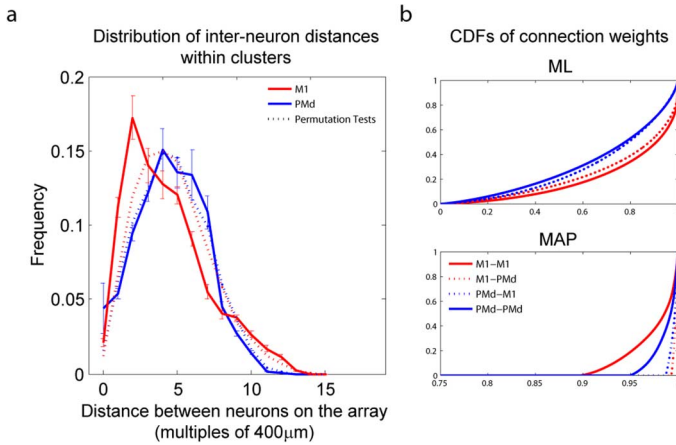 a
Distribution of inter-neuron distances
within clusters
0.2
0.15
0.1
0.05
0
Frequency
M1
PMd
Permutation Tests
0
5
10
15
Distance between neurons on the array
(multiples of 400μm)
b
CDFs of connection weights
ML
1
0.8
0.6
0.4
0.2
0
0
0.2
0.4
0.6
0.8
1
MAP
1
0.8
0.6
0.4
0.2
0
M1−M1
M1−PMd
PMd−M1
PMd−PMd
0.75
0.8
0.85
0.9
0.95
1